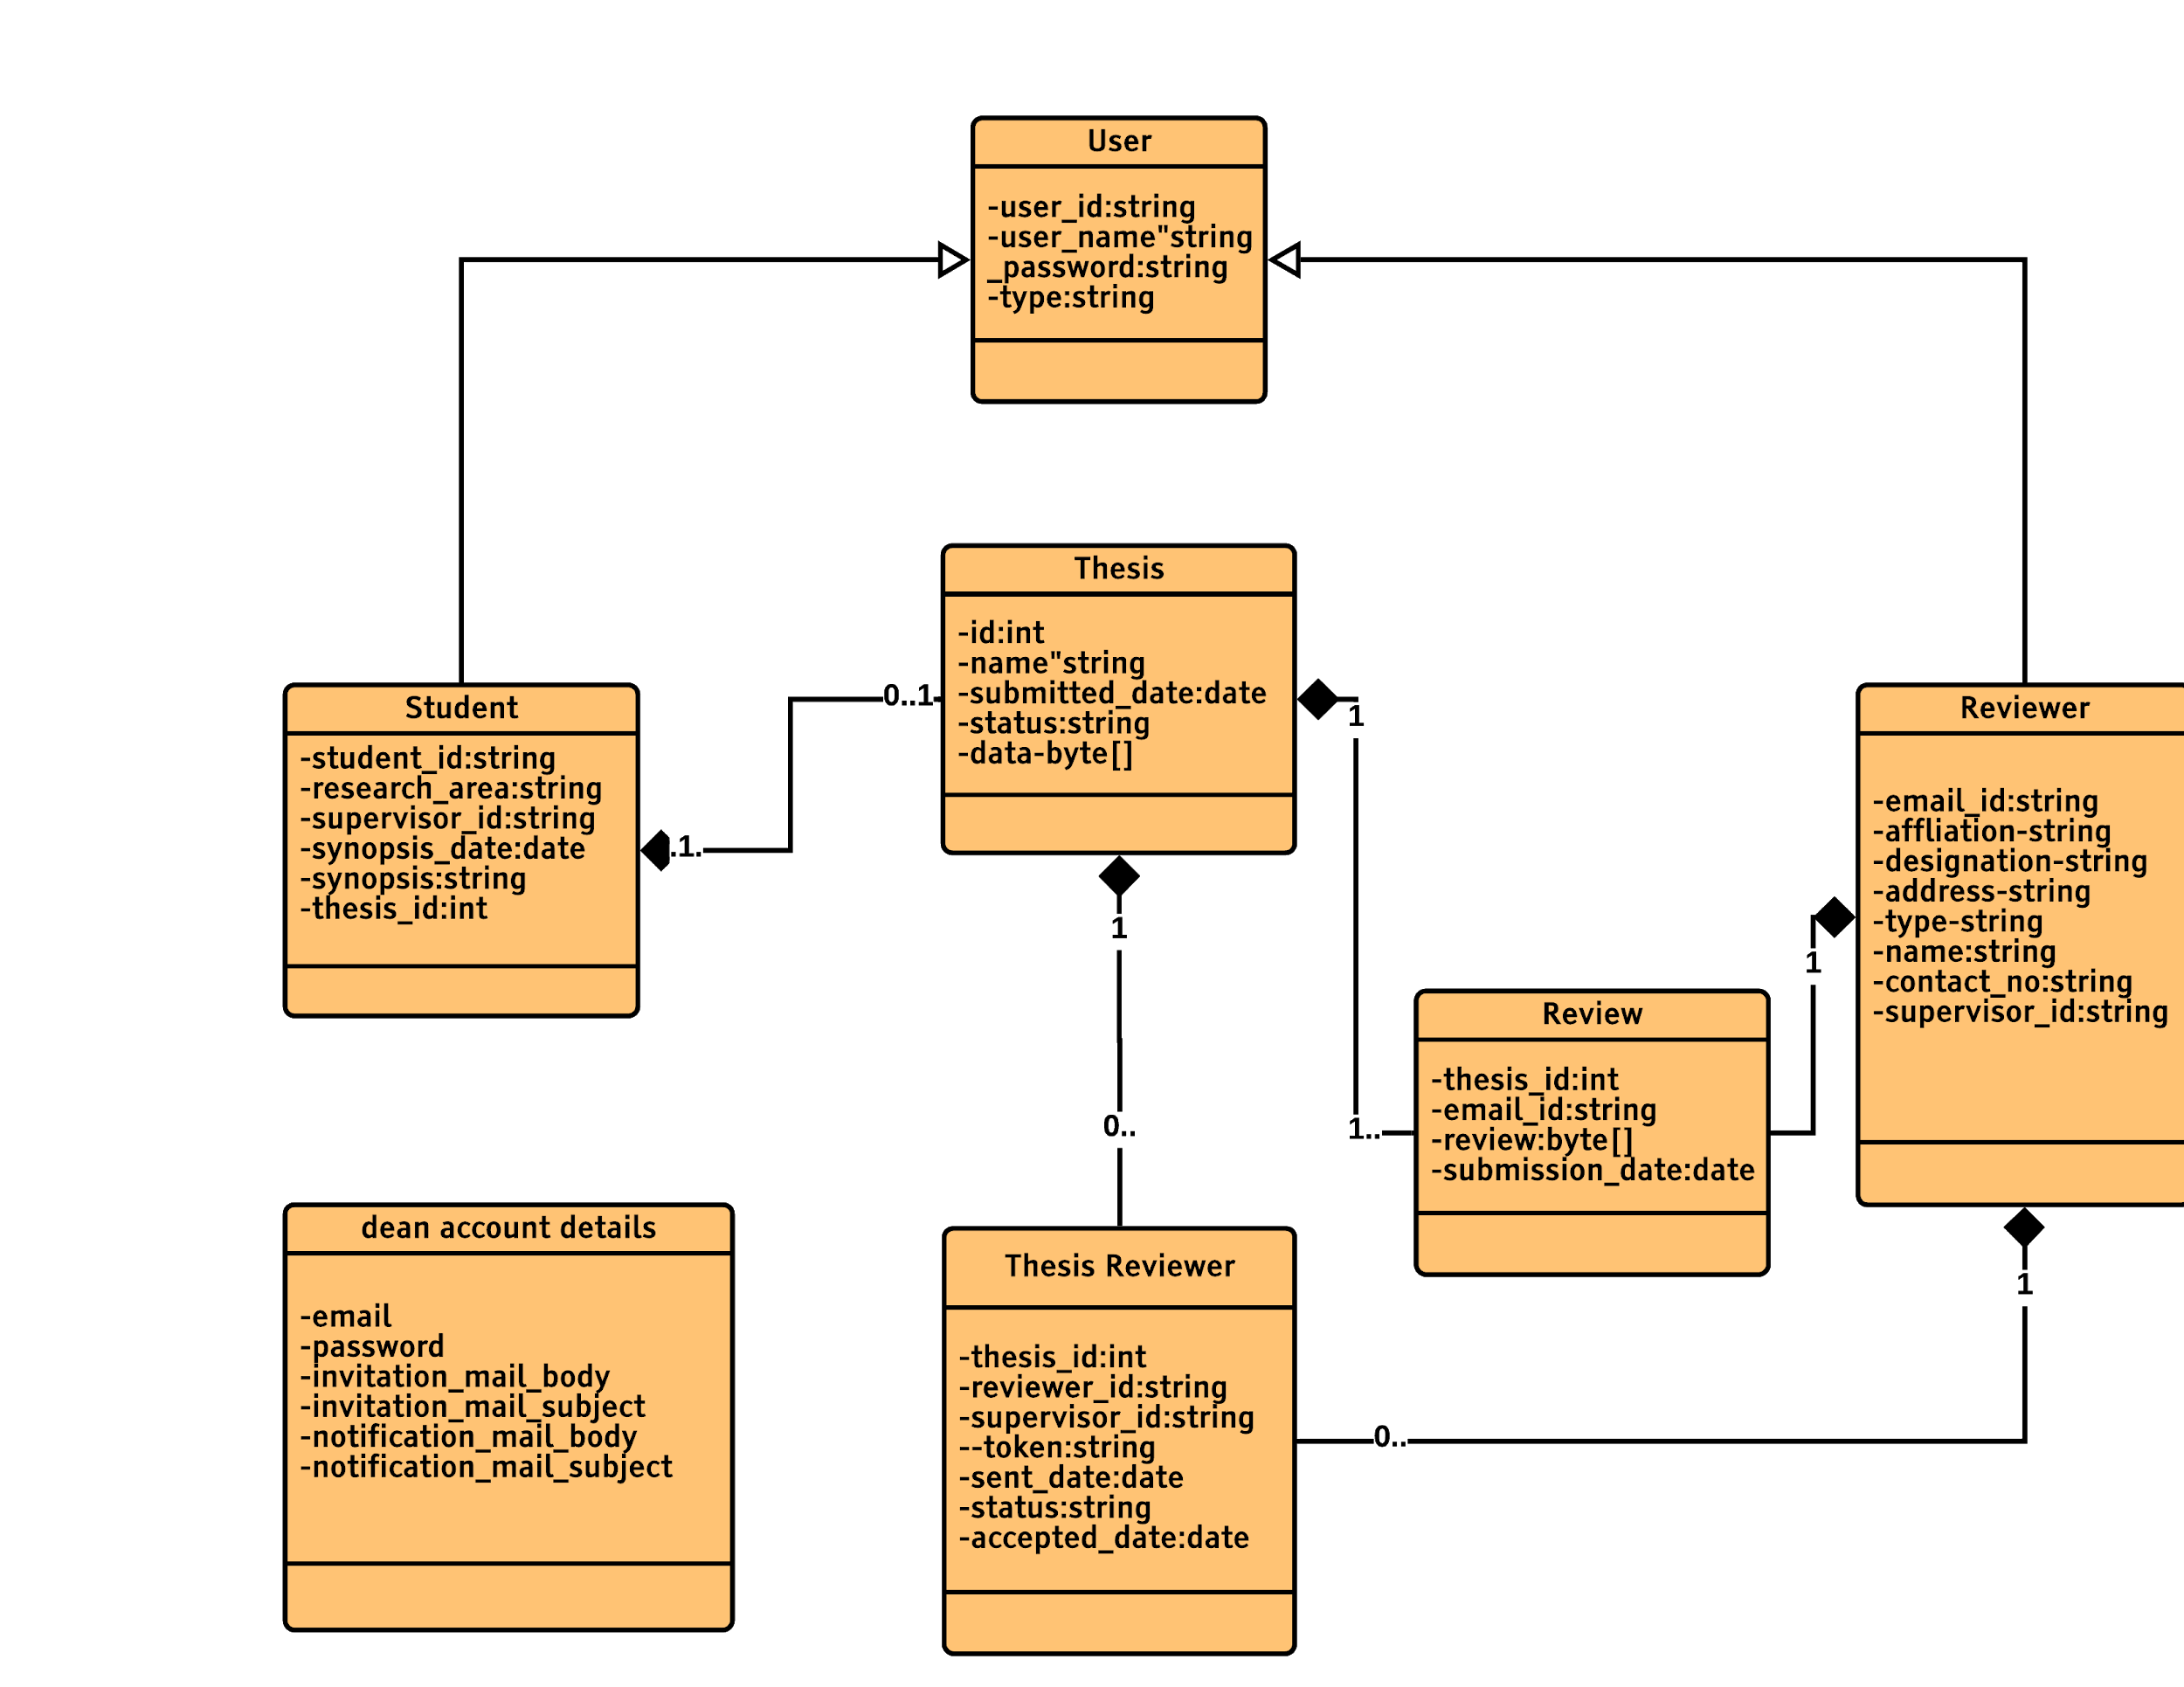 User
-user_id:string
-user_name"string
_password:string
-type:string
Thesis
-id:int
-name"string
-submitted_date:date
-status:string
-data-byte[]
0..1
1
Student
-student_id:string
-research_area:string
-supervisor_id:string
-synopsis_date:date
-synopsis:string
-thesis_id:int
.1.
Reviewer
-email_id:string
-affliation-string
-designation-string
-address-string
-type-string
-name:string
-contact_no:string
-supervisor_id:string
1
1
0..
1..
Review
-thesis_id:int
-email_id:string
-review:byte[]
-submission_date:date
dean account details
-email
-password
-invitation_mail_body
-invitation_mail_subject
-notification_mail_body
-notification_mail_subject
Thesis Reviewer
-thesis_id:int
-reviewer_id:string
-supervisor_id:string
--token:string
-sent_date:date
-status:string
-accepted_date:date
0..
1